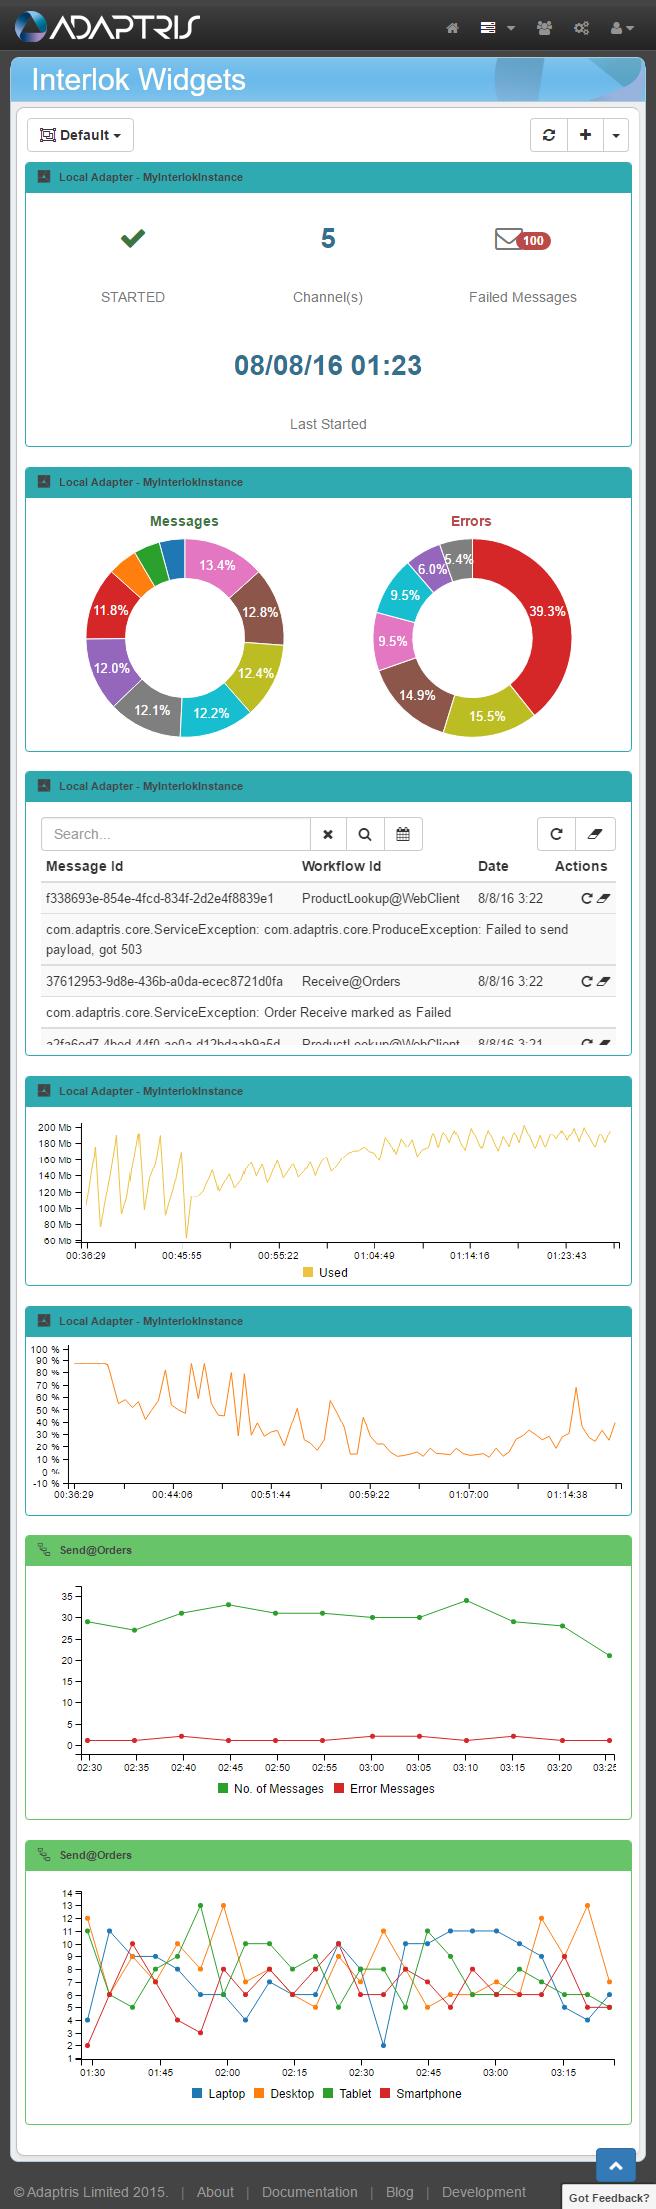 ADAPTRIS
Interlok Widgets
Default
Local Adapter - MyInterlokInstance
5
100
STARTED
Channel(s)
Failed Messages
08/08/16 01:23
Last Started
Local Adapter - MyInterlokInstance
Messages
Errors
13.4%
12.8%
12.4%
12.2%
12.1%
12.0%
11.8%
39.3%
15.5%
14.9%
9.5%
9.5%
6.0%
5.4%
Local Adapter - MyInterlokInstance
Search...
Message Id Workflow Id Date Actions
f338693e-854e-4fcd-834f-2d2e4f8839e1 ProductLookup@WebClient 8/8/16 3:22
com.adaptris.core.ServiceException: com.adaptris.core.ProduceException: Failed to send
payload, got 503
37612953-9d8e-436b-a0da-ecec8721d0fa Receive@Orders 8/8/16 3:22
com.adaptris.core.ServiceException: Order Receive marked as Failed
ProductLookup@WebClient 8/8/16 3:21
Local Adapter - MyInterlokInstance
200 Mb
180 Mb
160 Mb
140 Mb
120 Mb
100 Mb
80 Mb
60 Mb
00:36:29 00:45:55 00:55:22 01:04:49 01:14:16 01:23:43
Used
Local Adapter - MyInterlokInstance
100 %
90 %
80 %
70 %
60 %
50 %
40 %
30 %
20 %
10 %
0 %
-10 %
00:36:29 00:44:06 00:51:44 00:59:22 01:07:00 01:14:38
Send@Orders
35
30
25
20
15
10
5
0
02:30 02:35 02:40 02:45 02:50 02:55 03:00 03:05 03:10 03:15 03:20 03:25
No. of Messages Error Messages
Send@Orders
14
13
12
11
10
9
8
7
6
5
4
3
2
1
01:30 01:45 02:00 02:15 02:30 02:45 03:00 03:15
Laptop Desktop Tablet Smartphone
© Adaptris Limited 2015. | About | Documentation | Blog | Development
Got Feedback?